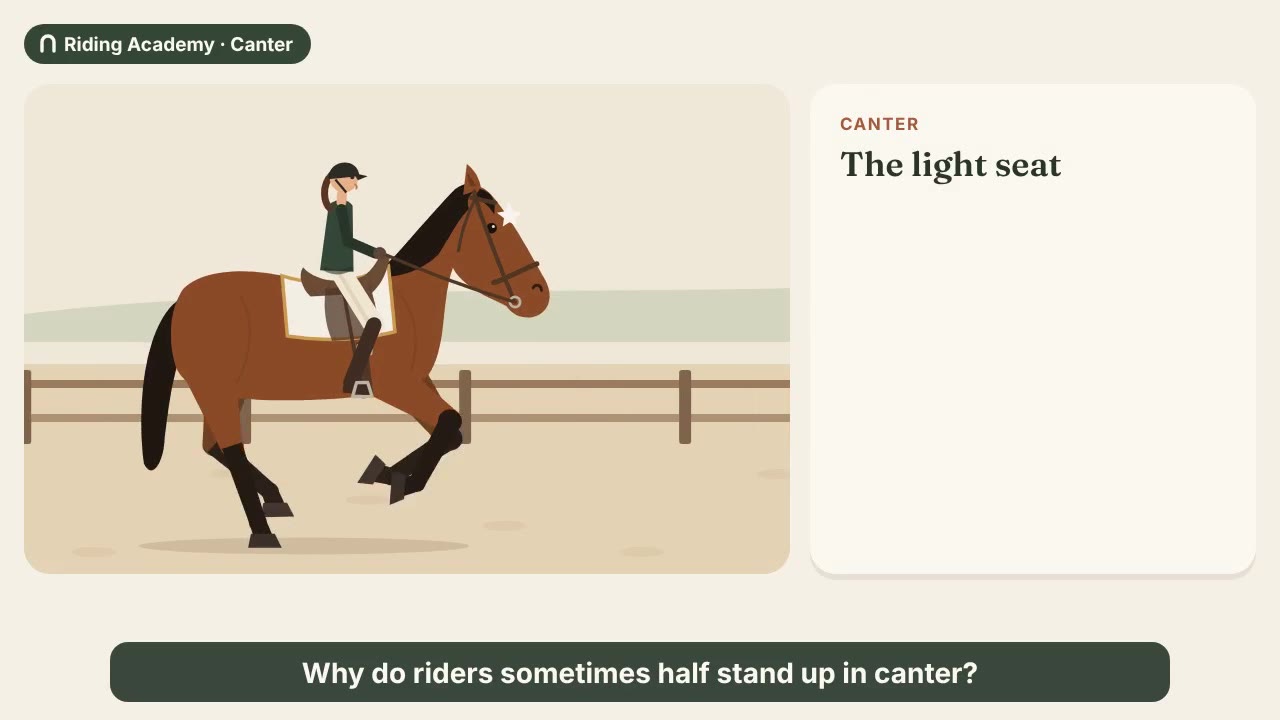 Riding Academy · Canter
CANTER
The light seat
Why do riders sometimes half stand up in canter?